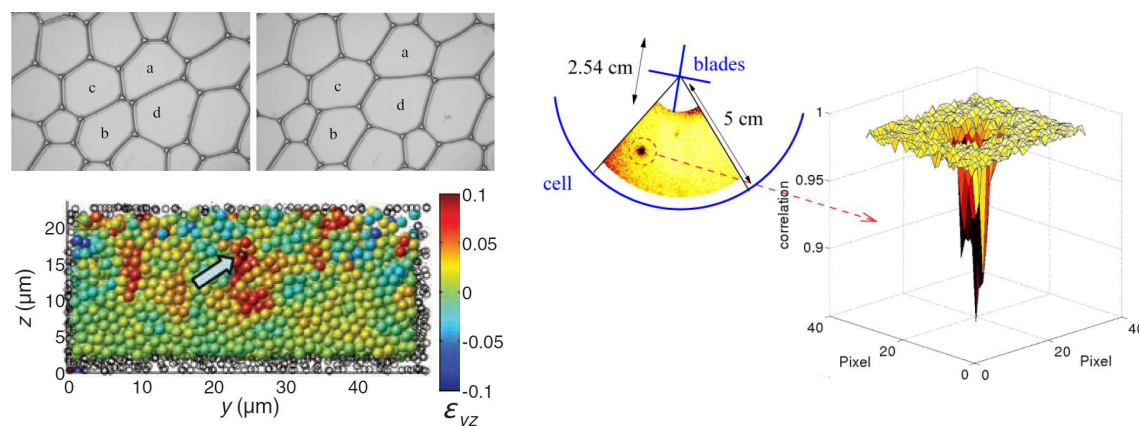 a
c
d
b
a
c
d
b
0.1
0.05
0
-0.05
-0.1
εyz
20
15
10
5
0
z (µm)
0 10 20 30 40
y (µm)
2.54 cm
blades
5 cm
cell
1
0.95
0.9
correlation
40
20
0
Pixel
0
20
40
Pixel